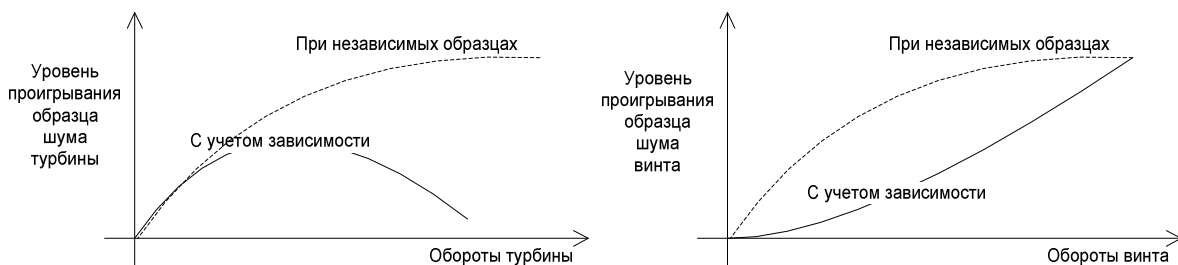 При независимых образцах
Уровень
проигрывания
образца
шума
турбины
С учетом зависимости
Обороты турбины
При независимых образцах
Уровень
проигрывания
образца
шума
винта
С учетом зависимости
Обороты винта